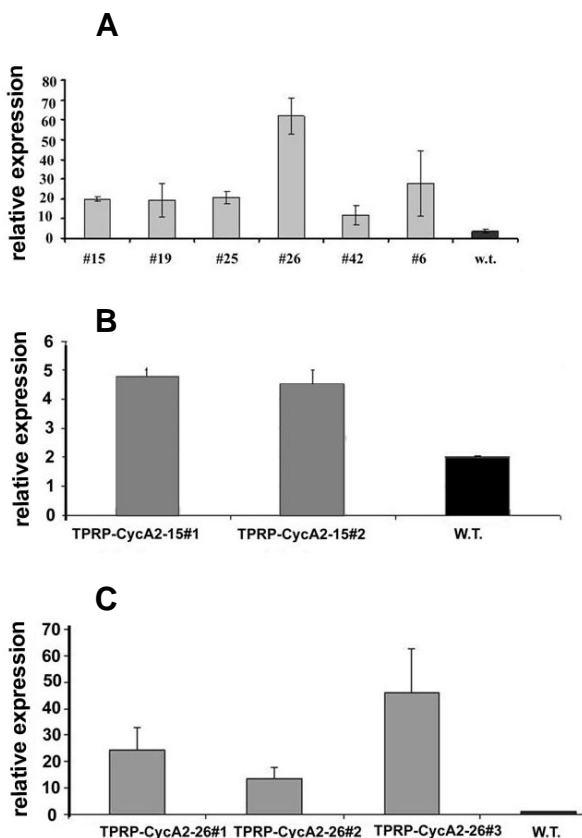 A
relative expression
80
70
60
50
40
30
20
10
0
#15 #19 #25 #26 #42 #6 w.t.
B
relative expression
6
5
4
3
2
1
0
TPRP-CycA2-15#1 TPRP-CycA2-15#2 W.T.
C
relative expression
70
60
50
40
30
20
10
0
TPRP-CycA2-26#1 TPRP-CycA2-26#2 TPRP-CycA2-26#3 W.T.